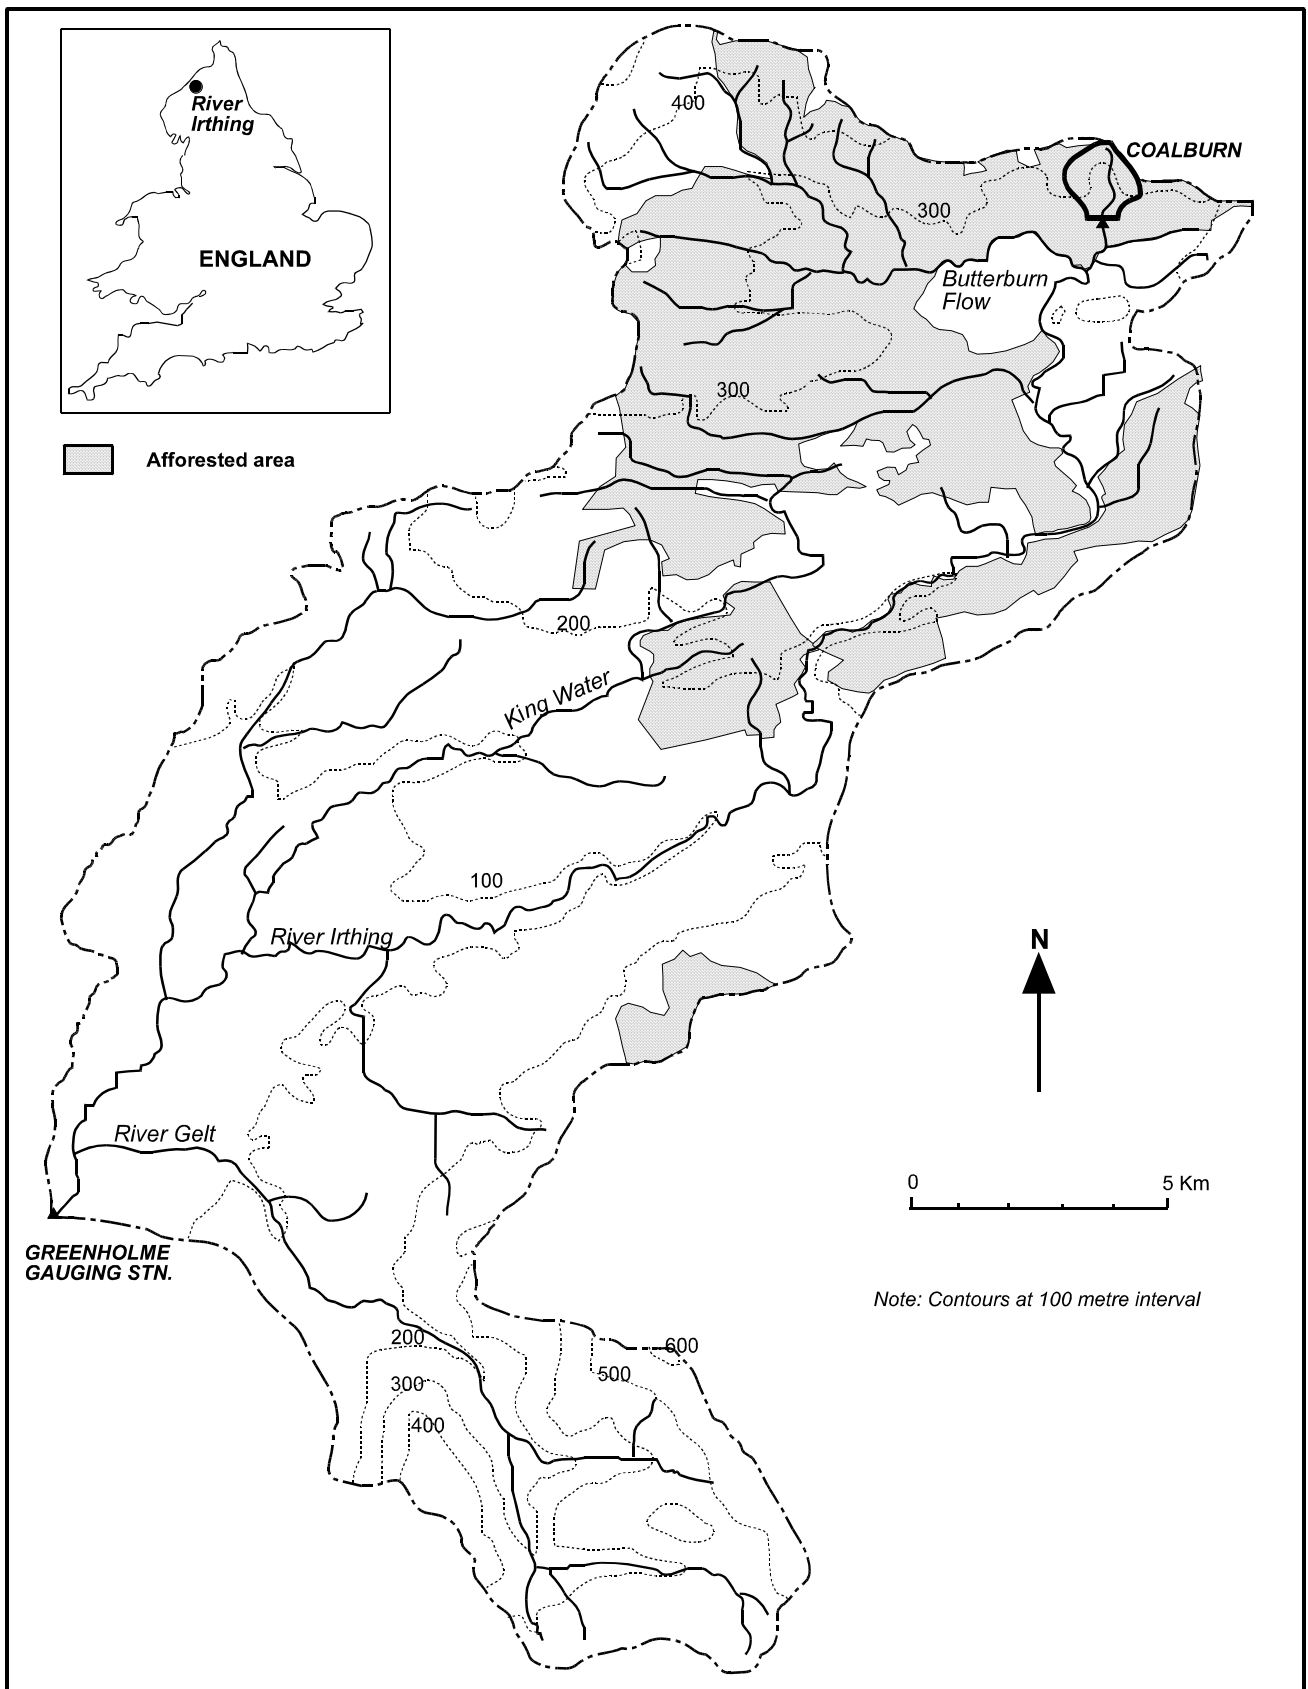 River
Irthing
ENGLAND
Afforested area
400
COALBURN
300
Butterburn
Flow
300
200
King Water
100
River Irthing
N
River Gelt
0 5 Km
GREENHOLME
GAUGING STN.
Note: Contours at 100 metre interval
200
600
500
300
400